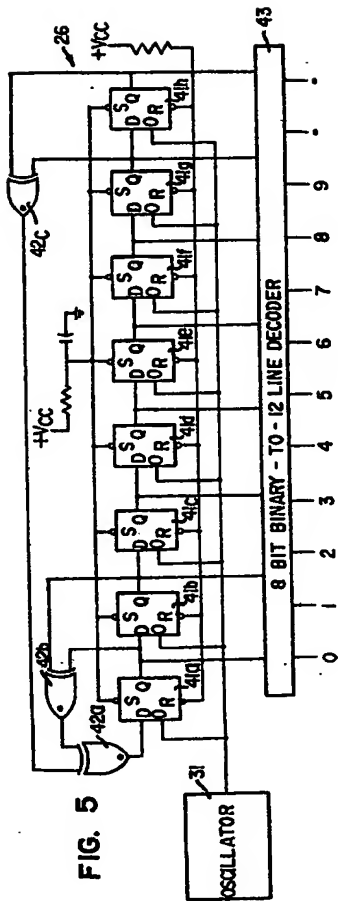 26
43
+VCC
S Q
D O R
41h
S Q
D O R
41g
S Q
D O R
41f
S Q
D O R
41e
S Q
D O R
41d
S Q
D O R
41c
S Q
D O R
41b
S Q
D O R
41a
42c
+VCC
42b
42a
FIG. 5
31
OSCILLATOR
8 BIT BINARY - TO - 12 LINE DECODER
0 1 2 3 4 5 6 7 8 9 • •